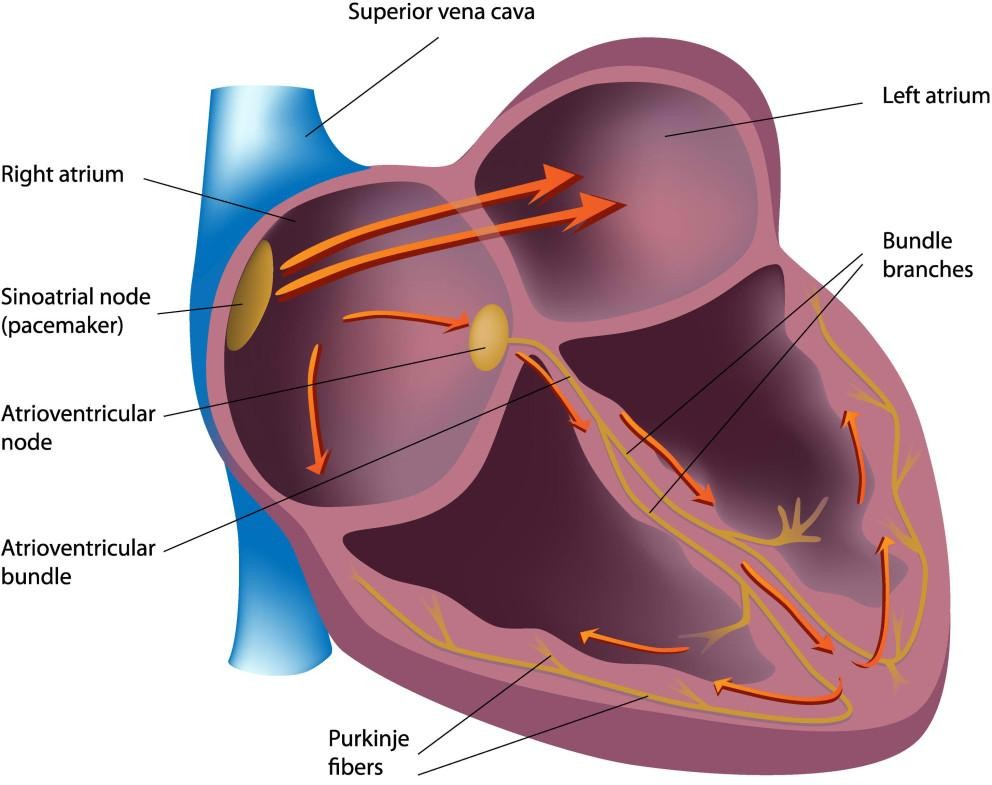 Superior vena cava
Left atrium
Right atrium
Bundle
branches
Sinoatrial node
(pacemaker)
Atrioventricular
node
Atrioventricular
bundle
Purkinje
fibers